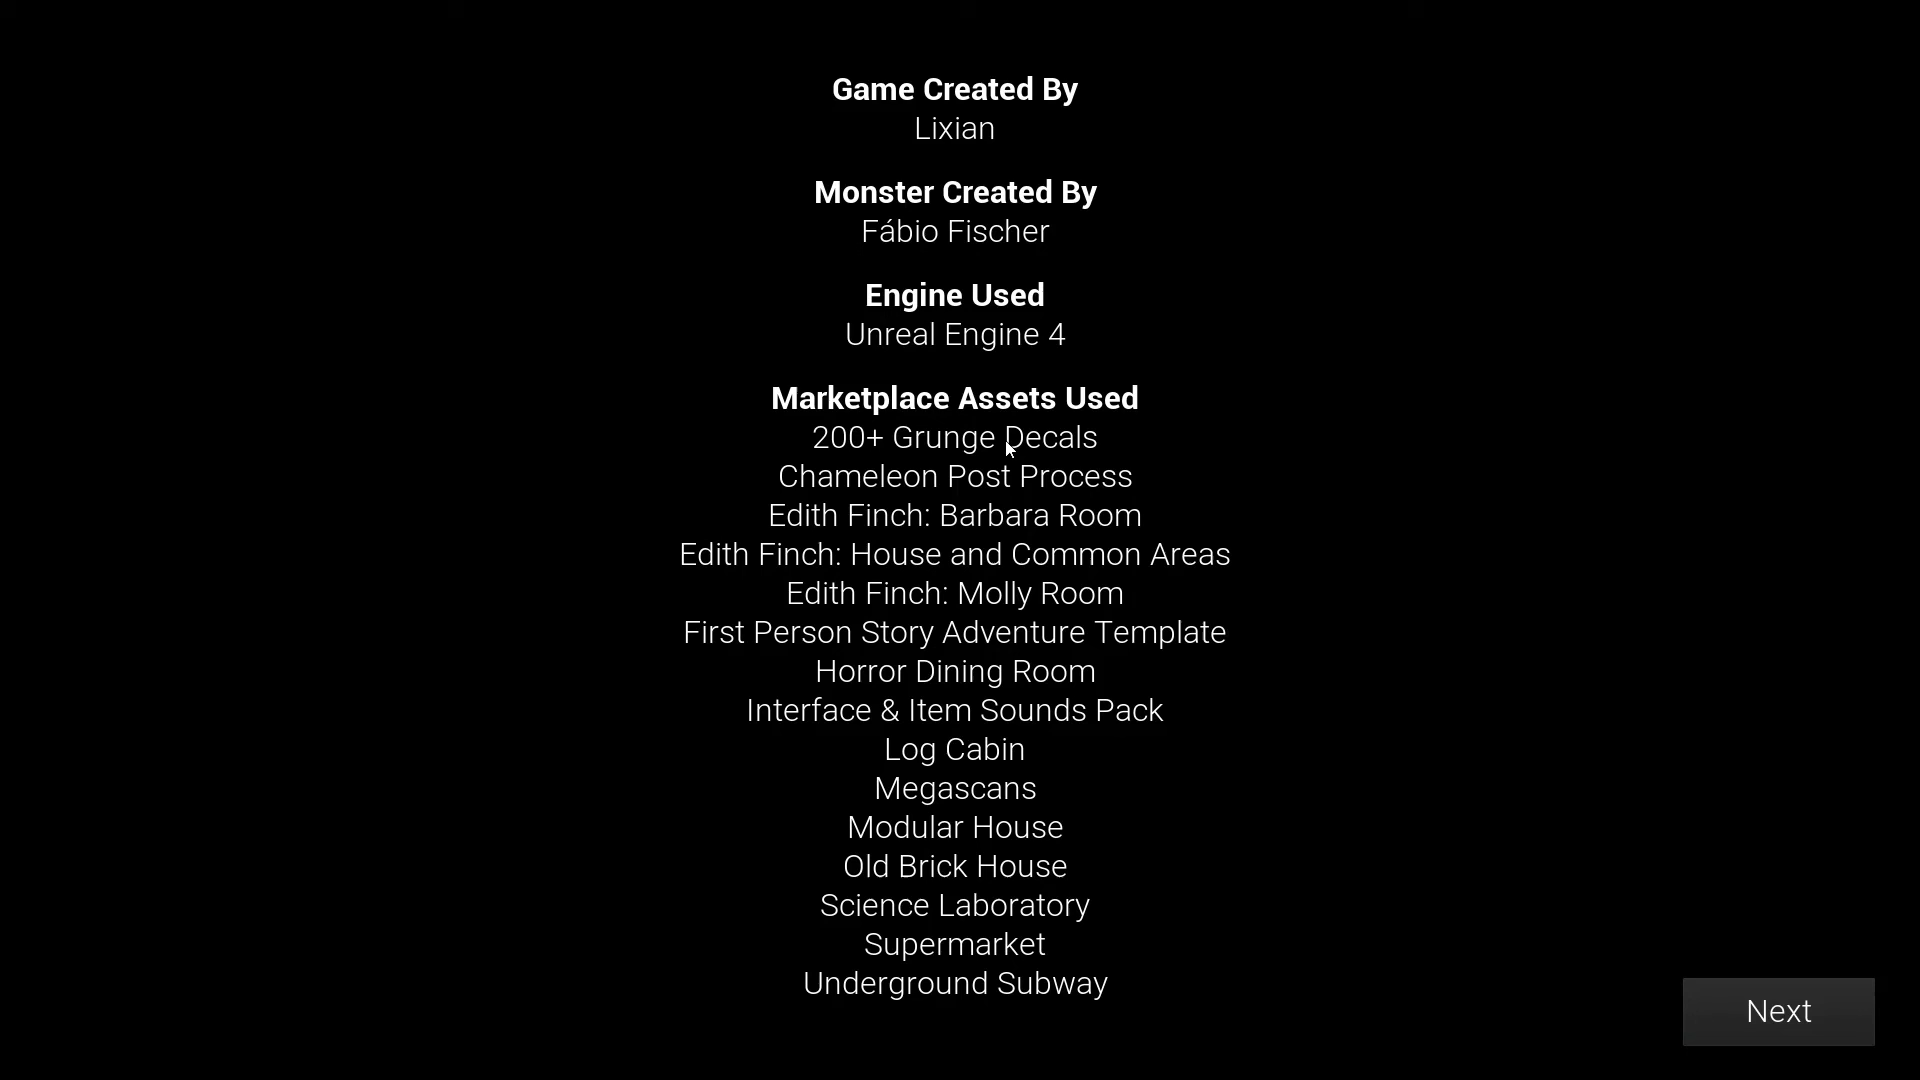 Game Created By
Lixian
Monster Created By
Fábio Fischer
Engine Used
Unreal Engine 4
Marketplace Assets Used
200+ Grunge Decals
Chameleon Post Process
Edith Finch: Barbara Room
Edith Finch: House and Common Areas
Edith Finch: Molly Room
First Person Story Adventure Template
Horror Dining Room
Interface & Item Sounds Pack
Log Cabin
Megascans
Modular House
Old Brick House
Science Laboratory
Supermarket
Underground Subway
Next